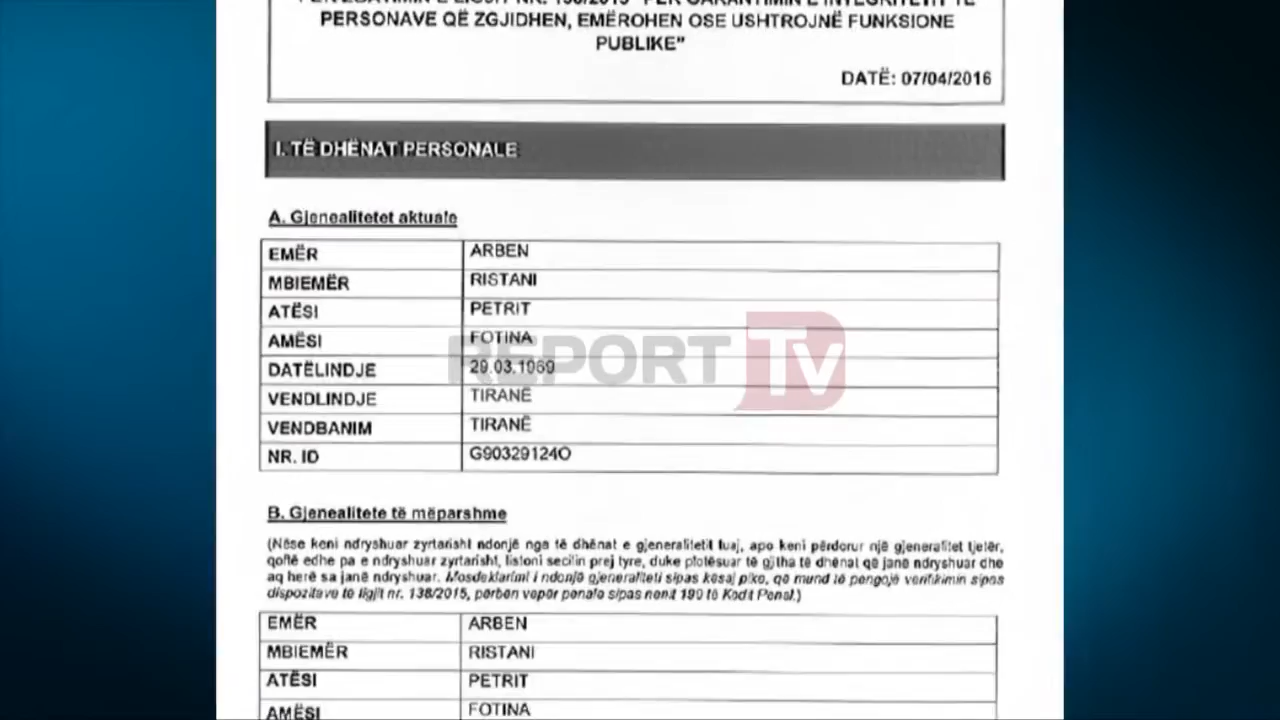 PERSONAVE QË ZGJIDHEN, EMËROHEN OSE USHTROJNË FUNKSIONE
PUBLIKE"
DATË: 07/04/2016
I. TË DHËNAT PERSONALE
A. Gjenealitetet aktuale
EMËR ARBEN
MBIEMËR RISTANI
ATËSI PETRIT
AMËSI FOTINA
DATËLINDJE 29.03.1969
VENDLINDJE TIRANË
VENDBANIM TIRANË
NR. ID G90329124O
REPORT Tv
B. Gjenealitete të mëparshme
(Nëse keni ndryshuar zyrtarisht ndonjë nga të dhënat e gjeneralitetit tuaj, apo keni përdorur një gjeneralitet tjetër,
qoftë edhe pa e ndryshuar zyrtarisht, listoni secilin prej tyre, duke plotësuar të gjitha të dhënat që janë ndryshuar dhe
aq herë sa janë ndryshuar. Mosdeklarimi i ndonjë gjeneraliteti sipas kësaj pike, që mund të pengojë verifikimin sipas
dispozitave të ligjit nr. 138/2015, përbën vepër penale sipas nenit 190 të Kodit Penal.)
EMËR ARBEN
MBIEMËR RISTANI
ATËSI PETRIT
AMËSI FOTINA